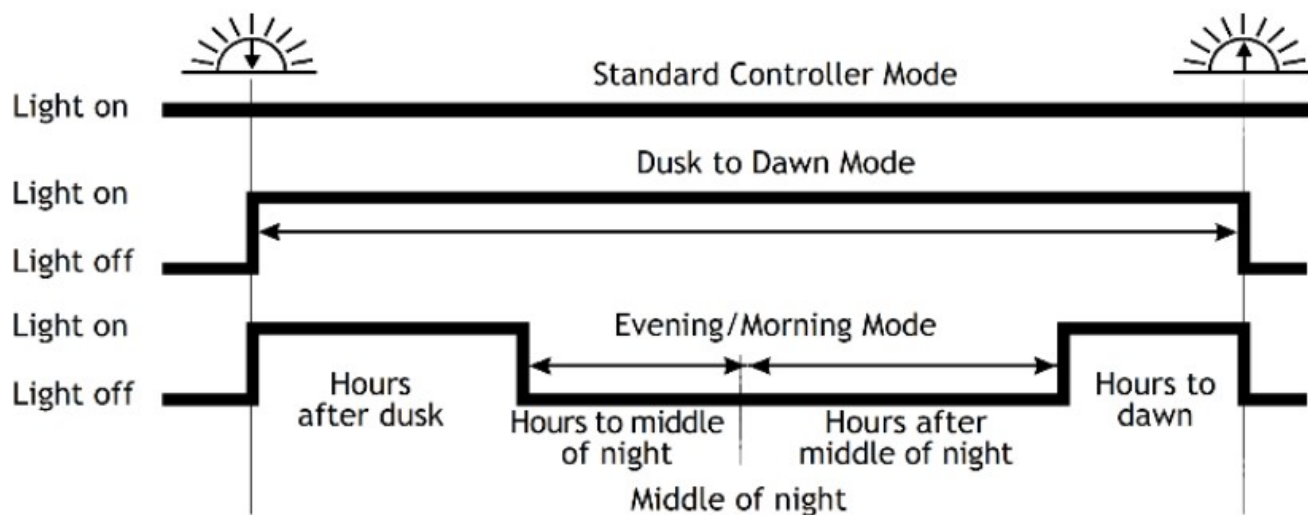 Standard Controller Mode
Light on
Dusk to Dawn Mode
Light on
Light off
Light on
Evening/Morning Mode
Light off
Hours
after dusk
Hours to middle
of night
Hours after
middle of night
Hours to
dawn
Middle of night